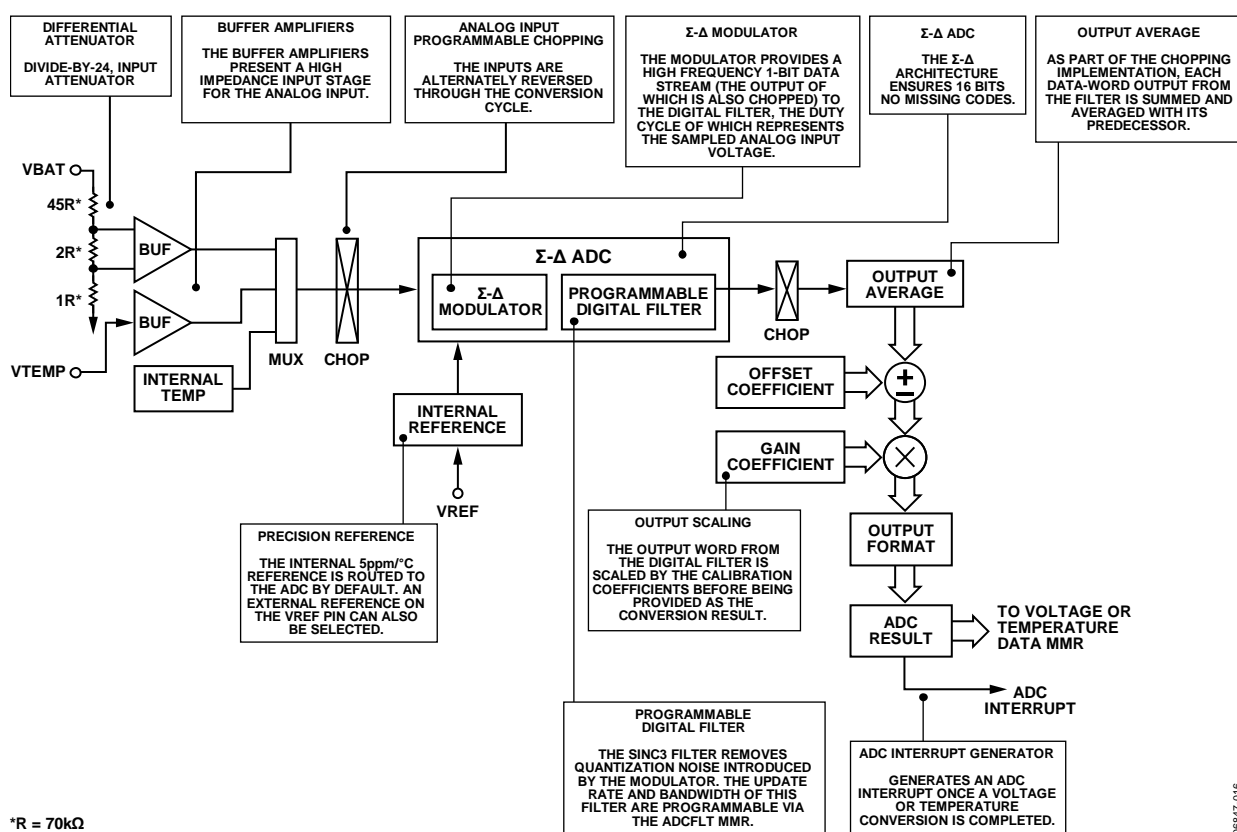 DIFFERENTIAL
ATTENUATOR
DIVIDE-BY-24, INPUT
ATTENUATOR
BUFFER AMPLIFIERS
THE BUFFER AMPLIFIERS
PRESENT A HIGH
IMPEDANCE INPUT STAGE
FOR THE ANALOG INPUT.
ANALOG INPUT
PROGRAMMABLE CHOPPING
THE INPUTS ARE
ALTERNATELY REVERSED
THROUGH THE CONVERSION
CYCLE.
Σ-Δ MODULATOR
THE MODULATOR PROVIDES A
HIGH FREQUENCY 1-BIT DATA
STREAM (THE OUTPUT OF
WHICH IS ALSO CHOPPED) TO
THE DIGITAL FILTER, THE DUTY
CYCLE OF WHICH REPRESENTS
THE SAMPLED ANALOG INPUT
VOLTAGE.
Σ-Δ ADC
THE Σ-Δ
ARCHITECTURE
ENSURES 16 BITS
NO MISSING CODES.
OUTPUT AVERAGE
AS PART OF THE CHOPPING
IMPLEMENTATION, EACH
DATA-WORD OUTPUT FROM
THE FILTER IS SUMMED AND
AVERAGED WITH ITS
PREDECESSOR.
VBAT
45R*
2R*
1R*
VTEMP
BUF
BUF
INTERNAL
TEMP
MUX
CHOP
Σ-Δ ADC
Σ-Δ
MODULATOR
PROGRAMMABLE
DIGITAL FILTER
CHOP
OUTPUT
AVERAGE
INTERNAL
REFERENCE
VREF
OFFSET
COEFFICIENT
GAIN
COEFFICIENT
OUTPUT
FORMAT
ADC
RESULT
TO VOLTAGE OR
TEMPERATURE
DATA MMR
ADC
INTERRUPT
PRECISION REFERENCE
THE INTERNAL 5ppm/°C
REFERENCE IS ROUTED TO
THE ADC BY DEFAULT. AN
EXTERNAL REFERENCE ON
THE VREF PIN CAN ALSO
BE SELECTED.
OUTPUT SCALING
THE OUTPUT WORD FROM
THE DIGITAL FILTER IS
SCALED BY THE CALIBRATION
COEFFICIENTS BEFORE BEING
PROVIDED AS THE
CONVERSION RESULT.
PROGRAMMABLE
DIGITAL FILTER
THE SINC3 FILTER REMOVES
QUANTIZATION NOISE INTRODUCED
BY THE MODULATOR. THE UPDATE
RATE AND BANDWIDTH OF THIS
FILTER ARE PROGRAMMABLE VIA
THE ADCFLT MMR.
ADC INTERRUPT GENERATOR
GENERATES AN ADC
INTERRUPT ONCE A VOLTAGE
OR TEMPERATURE
CONVERSION IS COMPLETED.
*R = 70kΩ